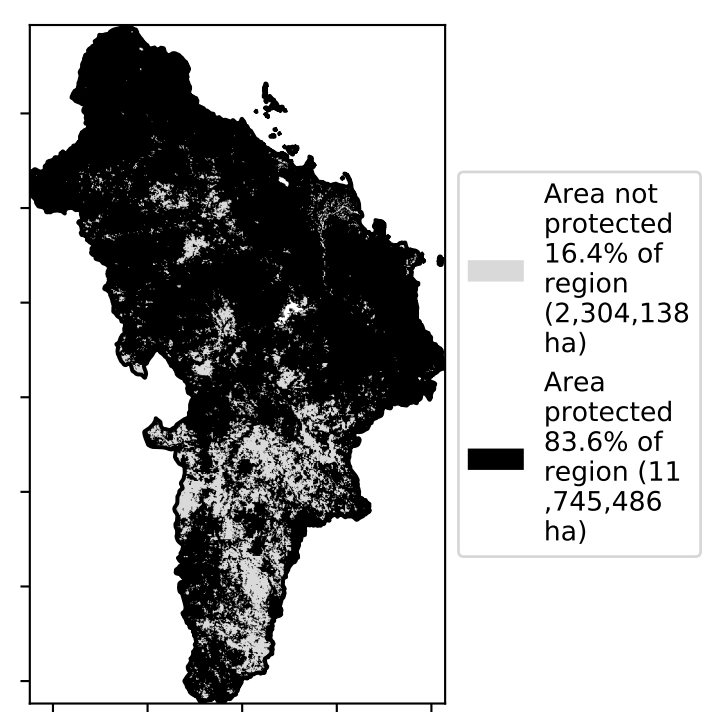 Area not
protected
16.4% of
region
(2,304,138
ha)
Area
protected
83.6% of
region (11
,745,486
ha)